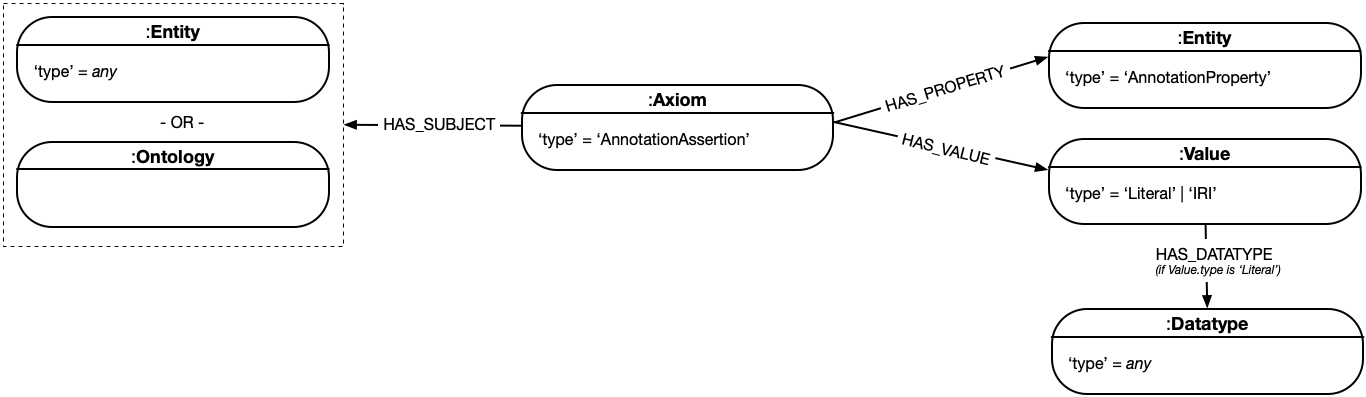 :Entity
‘type’ = any
- OR -
:Ontology
HAS_SUBJECT
:Axiom
‘type’ = ‘AnnotationAssertion’
HAS_PROPERTY
HAS_VALUE
:Entity
‘type’ = ‘AnnotationProperty’
:Value
‘type’ = ‘Literal’ | ‘IRI’
HAS_DATATYPE
(if Value.type is ‘Literal’)
:Datatype
‘type’ = any